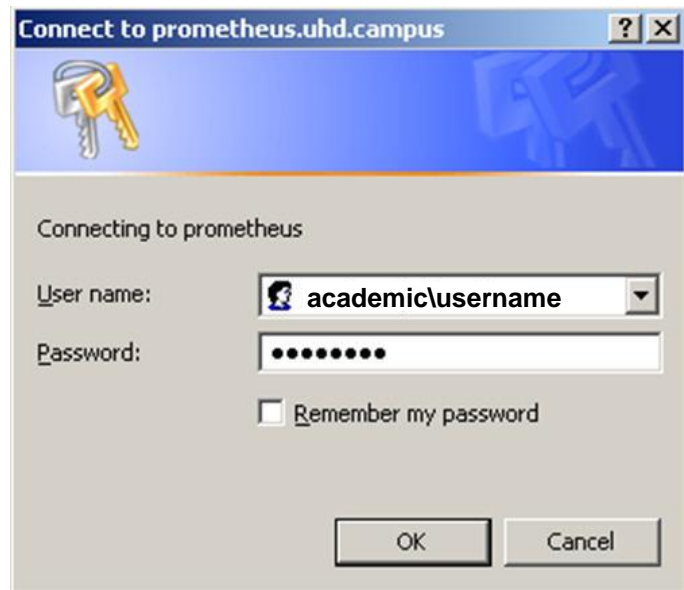 Connect to prometheus.uhd.campus
Connecting to prometheus
User name: academic\username
Password: ••••••••
Remember my password
OK Cancel